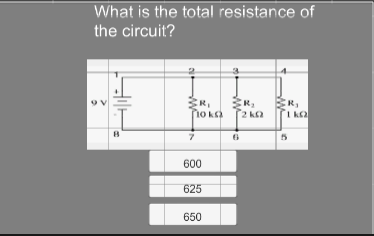 What is the total resistance of
the circuit?
1 2 3 4
+
9 V
R₁ R₂ R₃
10 kΩ 2 kΩ 1 kΩ
-
8 7 6 5
600
625
650